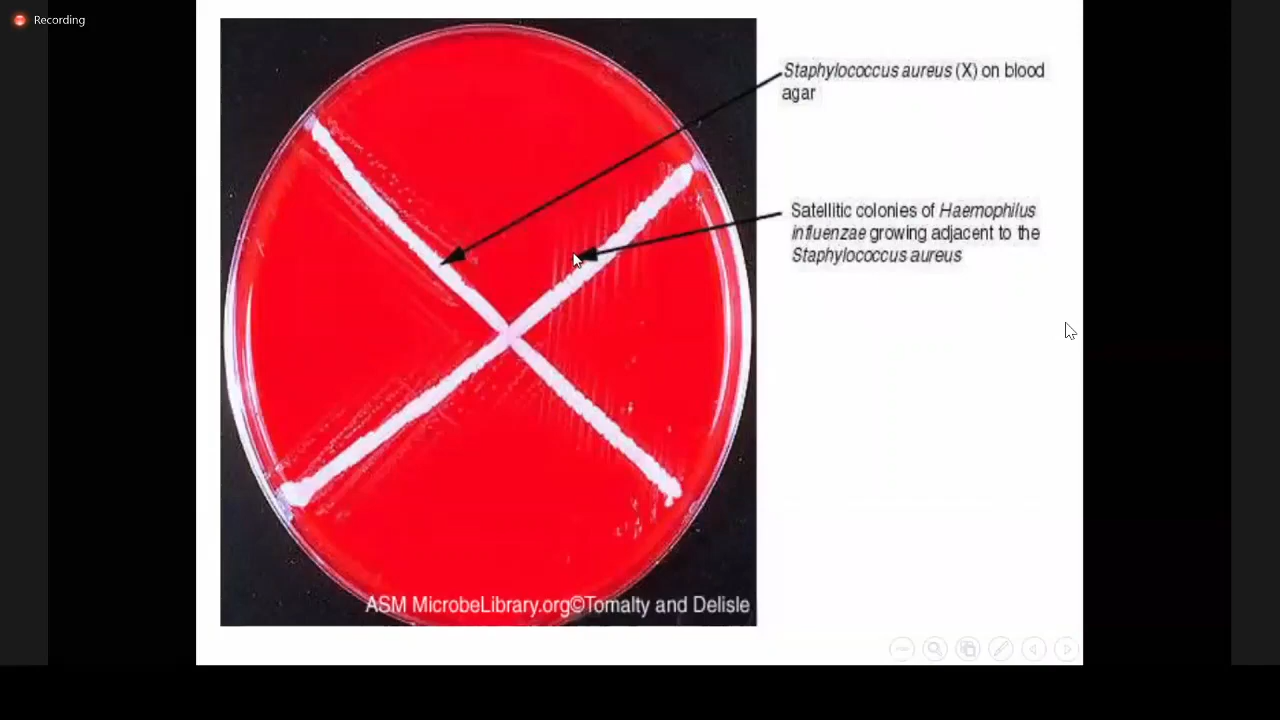 Recording
Staphylococcus aureus (X) on blood
agar
Satellitic colonies of Haemophilus
influenzae growing adjacent to the
Staphylococcus aureus
ASM MicrobeLibrary.org©Tomalty and Delisle